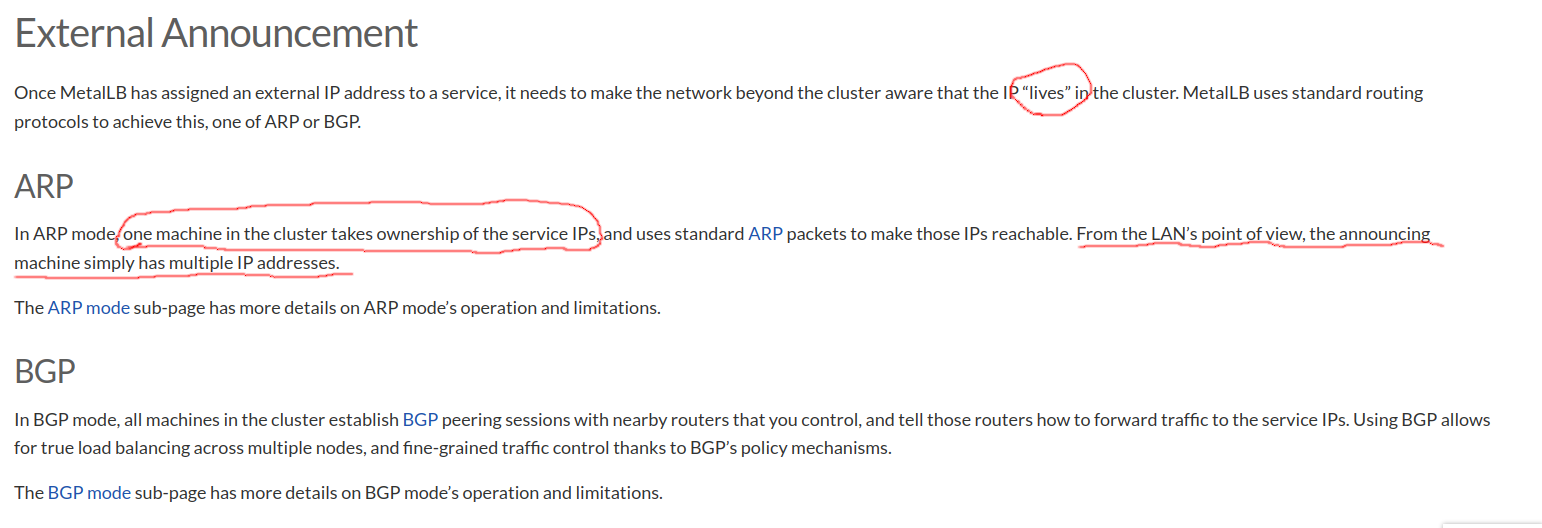 External Announcement
Once MetalLB has assigned an external IP address to a service, it needs to make the network beyond the cluster aware that the IP “lives” in the cluster. MetalLB uses standard routing
protocols to achieve this, one of ARP or BGP.
ARP
In ARP mode, one machine in the cluster takes ownership of the service IPs, and uses standard ARP packets to make those IPs reachable. From the LAN’s point of view, the announcing
machine simply has multiple IP addresses.
The ARP mode sub-page has more details on ARP mode’s operation and limitations.
BGP
In BGP mode, all machines in the cluster establish BGP peering sessions with nearby routers that you control, and tell those routers how to forward traffic to the service IPs. Using BGP allows
for true load balancing across multiple nodes, and fine-grained traffic control thanks to BGP’s policy mechanisms.
The BGP mode sub-page has more details on BGP mode’s operation and limitations.